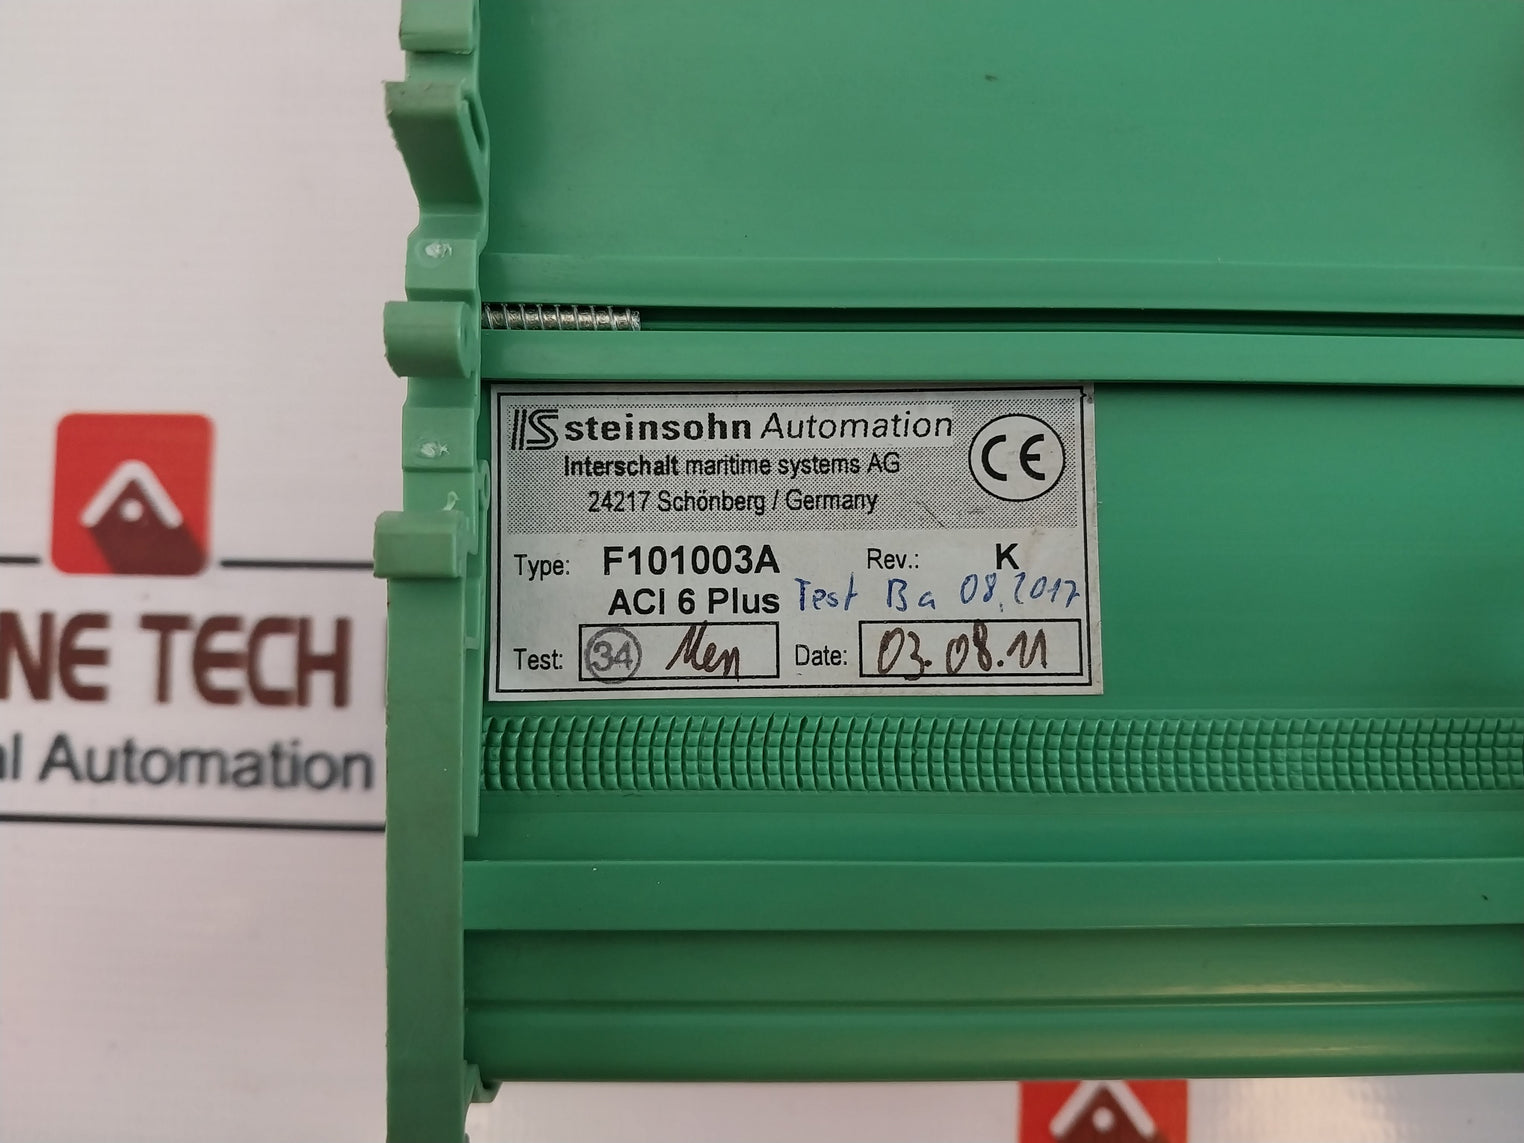 IS steinsohn Automation
Interschalt maritime systems AG
24217 Schönberg / Germany
CE
Type: F101003A Rev.: K
ACI 6 Plus Test Ba 08.2017
Test: 34 Men Date: 03.08.11
NE TECH
l Automation